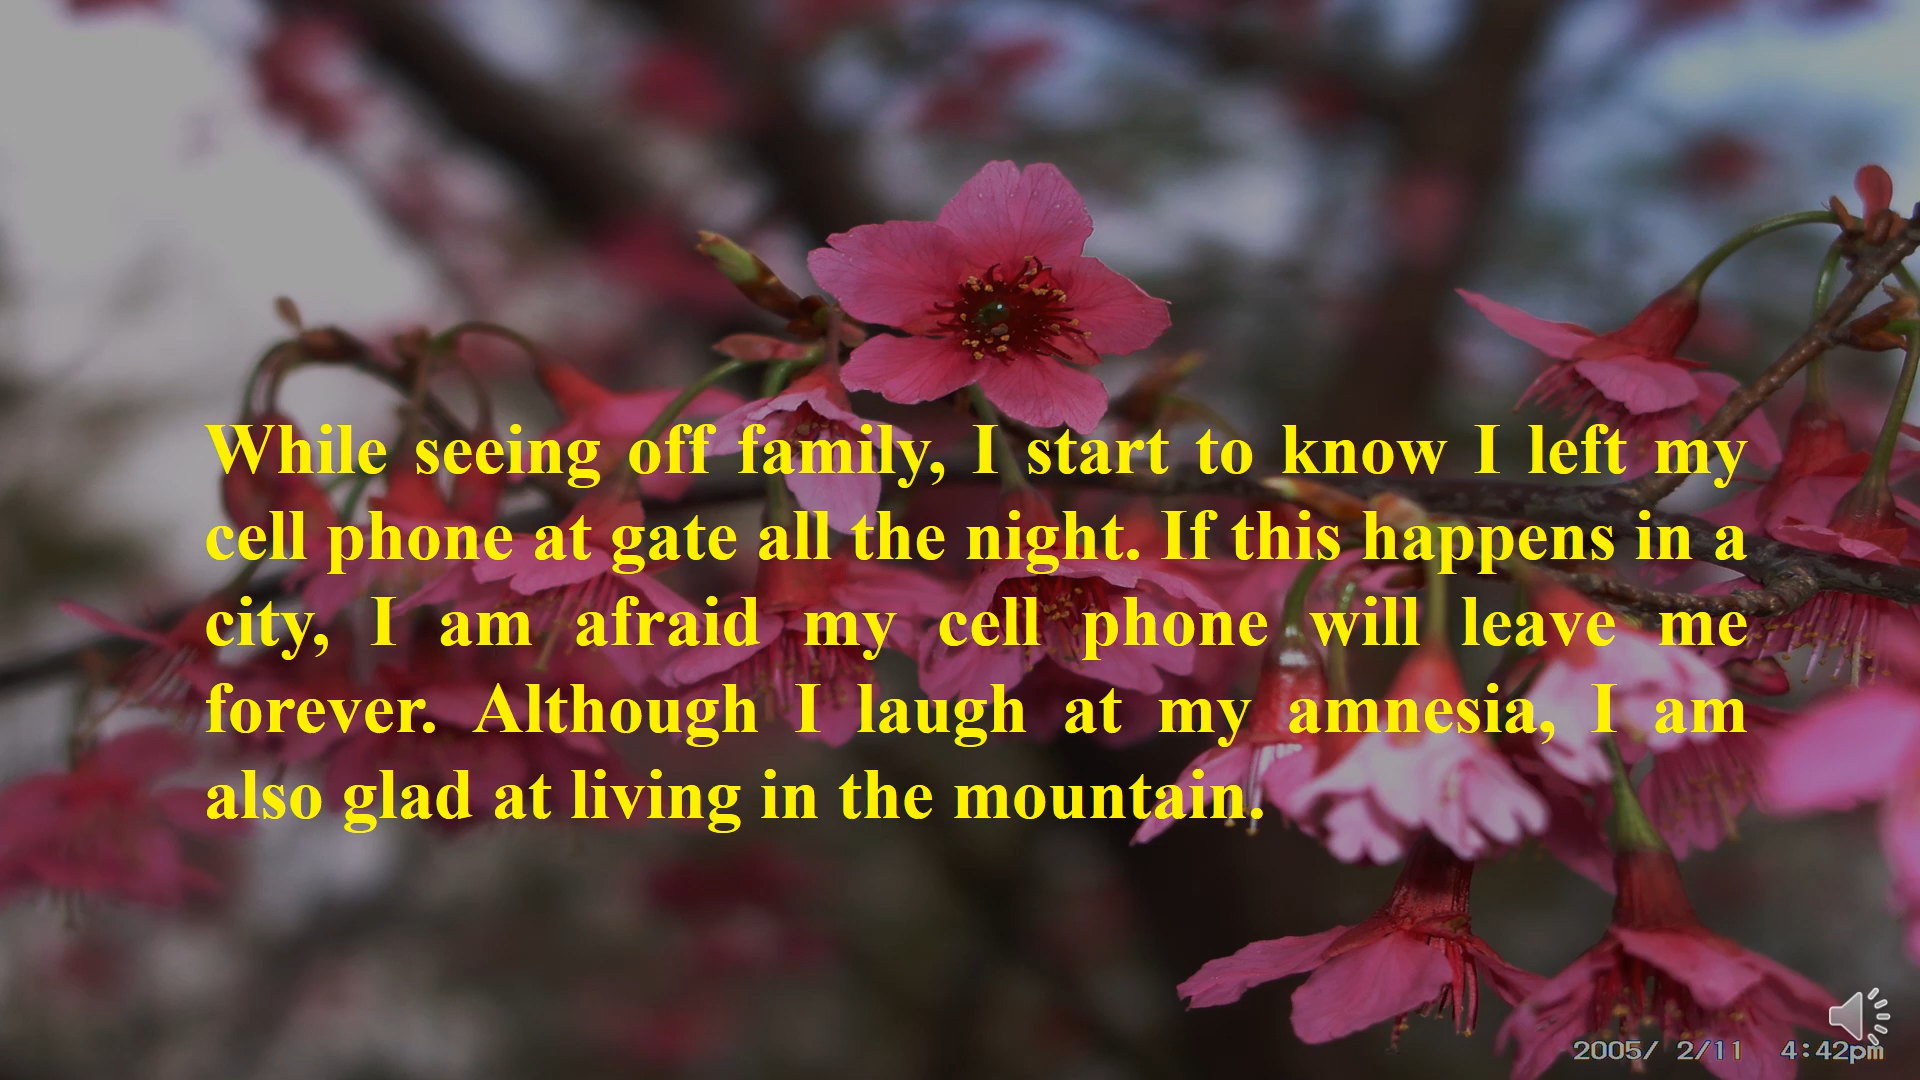 While seeing off family, I start to know I left my
cell phone at gate all the night. If this happens in a
city, I am afraid my cell phone will leave me
forever. Although I laugh at my amnesia, I am
also glad at living in the mountain.
2005/ 2/11 4:42pm